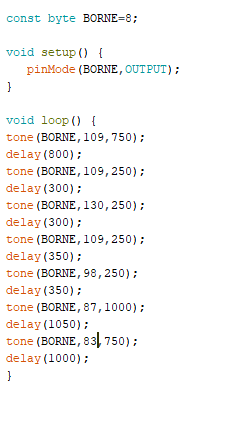 const byte BORNE=8;
void setup() {
pinMode(BORNE,OUTPUT);
}
void loop() {
tone(BORNE,109,750);
delay(800);
tone(BORNE,109,250);
delay(300);
tone(BORNE,130,250);
delay(300);
tone(BORNE,109,250);
delay(350);
tone(BORNE,98,250);
delay(350);
tone(BORNE,87,1000);
delay(1050);
tone(BORNE,83,750);
delay(1000);
}